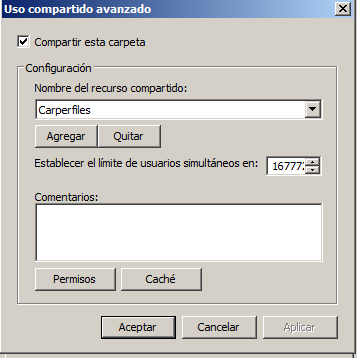 Uso compartido avanzado
Compartir esta carpeta
Configuración
Nombre del recurso compartido:
Carperfiles
Agregar Quitar
Establecer el límite de usuarios simultáneos en: 16777
Comentarios:
Permisos Caché
Aceptar Cancelar Aplicar